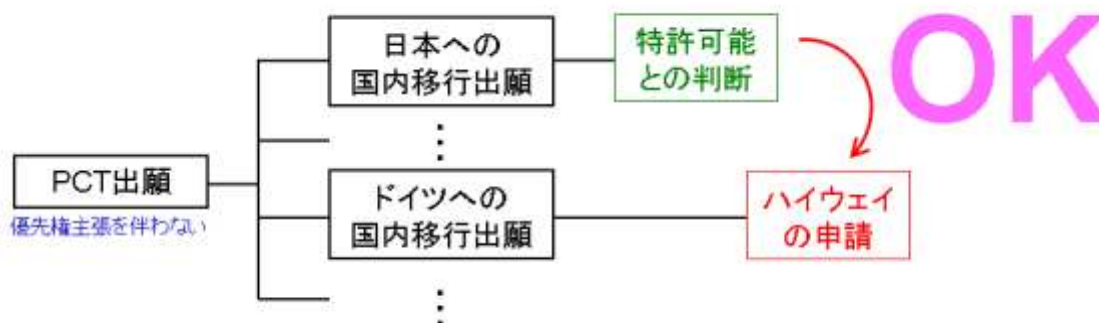 日本への
国内移行出願
特許可能
との判断
OK
PCT出願
優先権主張を伴わない
ドイツへの
国内移行出願
ハイウェイ
の申請